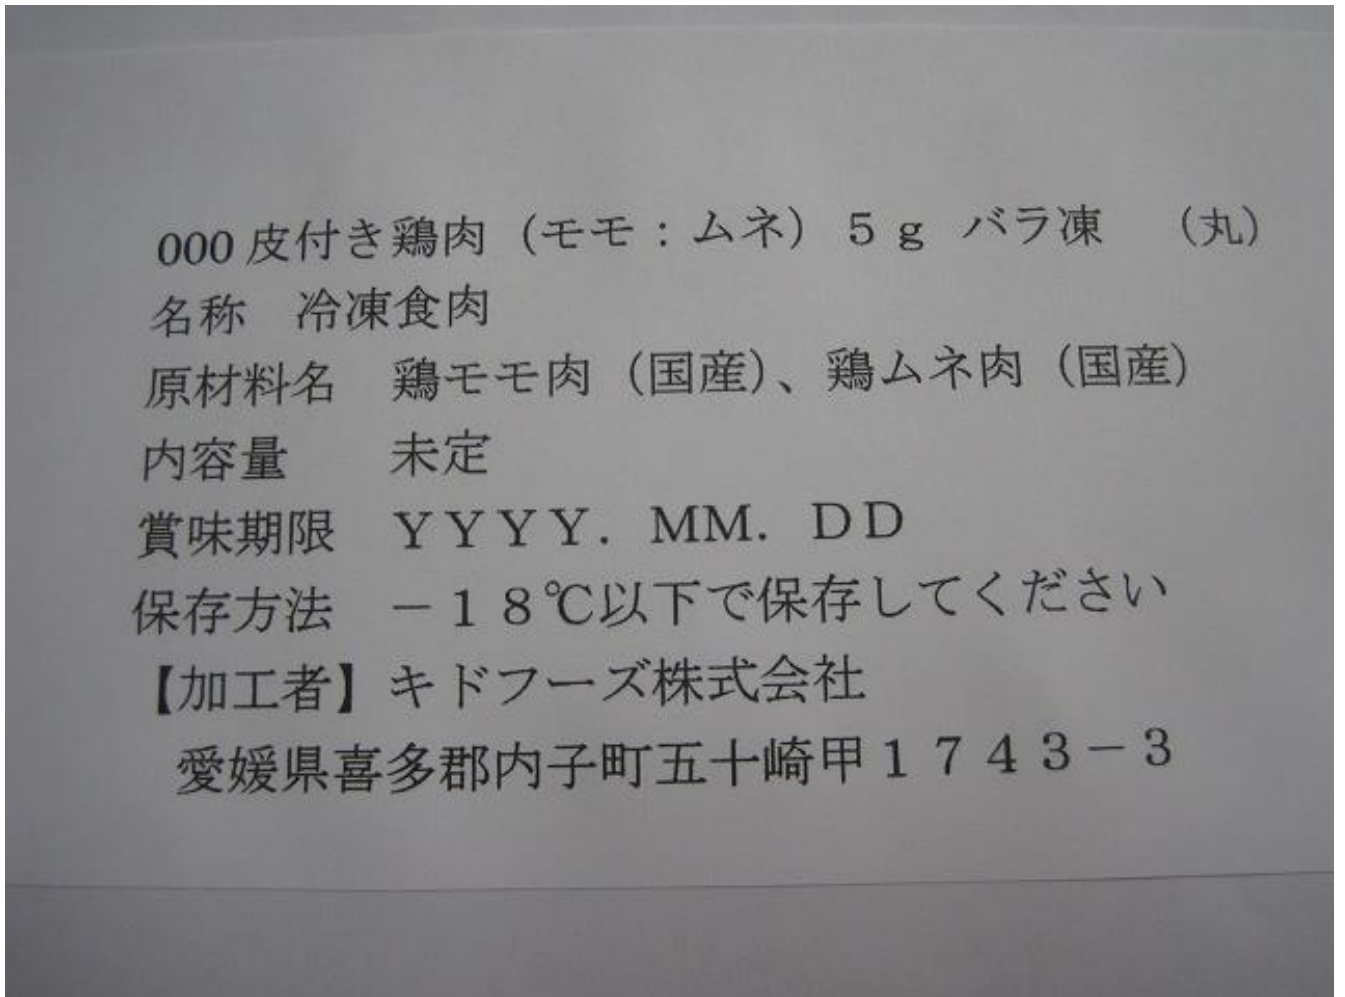 000皮付き鶏肉（モモ：ムネ）５ｇ　バラ凍　（丸）
名称　冷凍食肉
原材料名　鶏モモ肉（国産）、鶏ムネ肉（国産）
内容量　　未定
賞味期限　ＹＹＹＹ．ＭＭ．ＤＤ
保存方法　－１８℃以下で保存してください
【加工者】キドフーズ株式会社
愛媛県喜多郡内子町五十崎甲１７４３－３